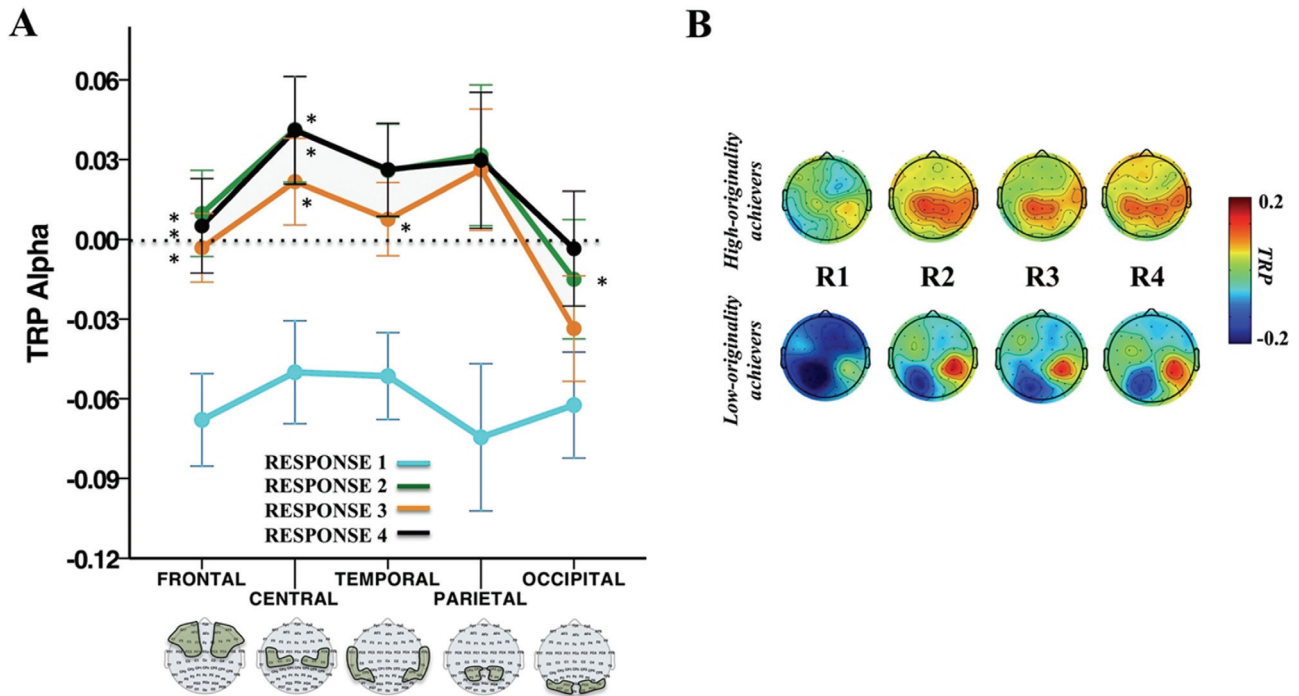 A
B
TRP Alpha
0.06
0.03
0.00
-0.03
-0.06
-0.09
-0.12
*
*
*
*
*
*
*
*
RESPONSE 1
RESPONSE 2
RESPONSE 3
RESPONSE 4
FRONTAL
CENTRAL
TEMPORAL
PARIETAL
OCCIPITAL
High-originality
achievers
R1 R2 R3 R4
Low-originality
achievers
0.2
TRP
-0.2